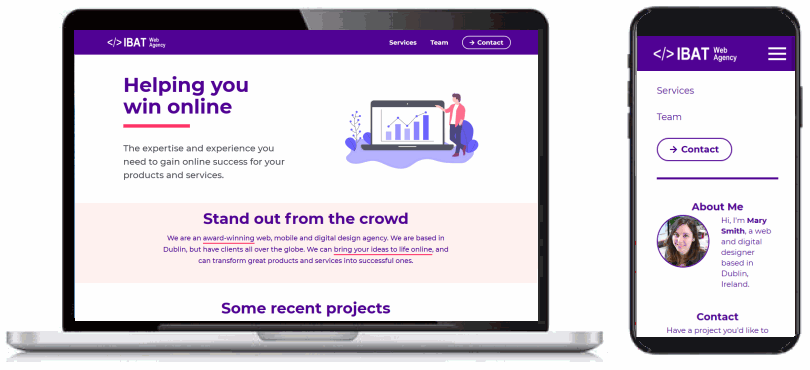 </> IBAT Web Agency
Services Team → Contact
Helping you
win online
The expertise and experience you
need to gain online success for your
products and services.
Stand out from the crowd
We are an award-winning web, mobile and digital design agency. We are based in
Dublin, but have clients all over the globe. We can bring your ideas to life online, and
can transform great products and services into successful ones.
Some recent projects
</> IBAT Web Agency
Services
Team
→ Contact
About Me
Hi, I'm Mary
Smith, a web
and digital
designer
based in
Dublin,
Ireland.
Contact
Have a project you'd like to